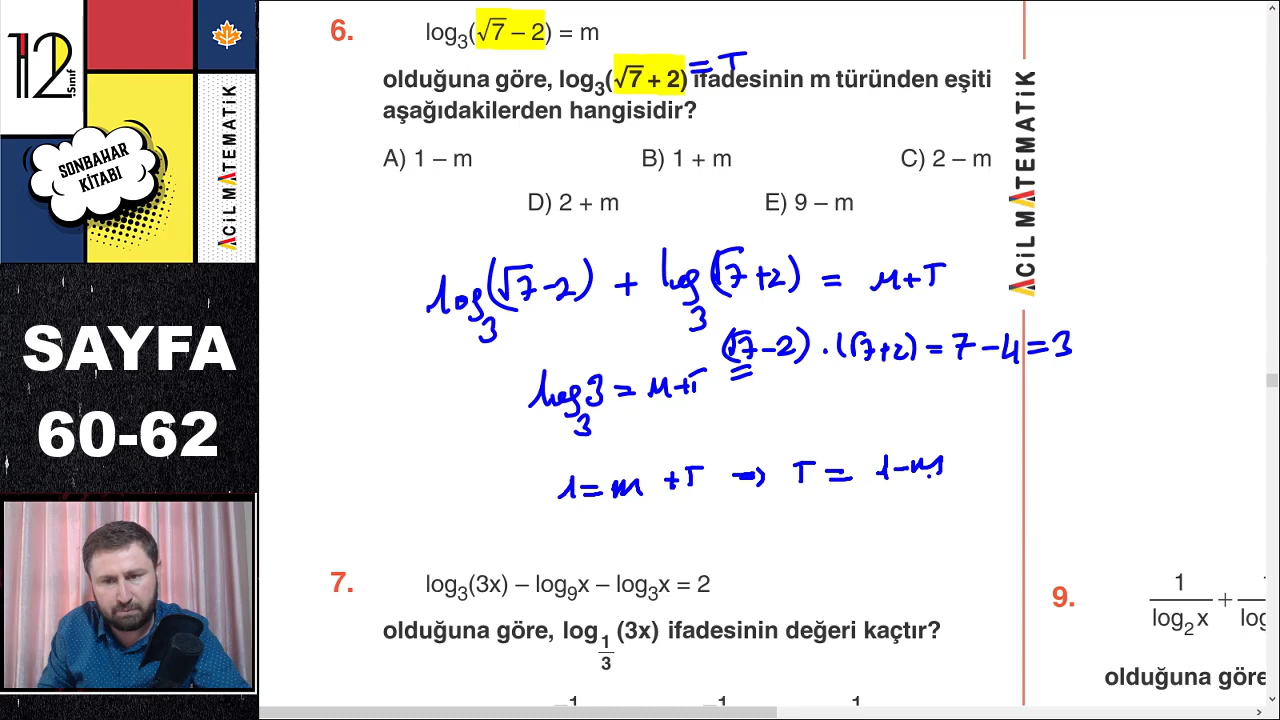 12.Sınıf
SONBAHAR
KİTABI
ACİL MATEMATİK
SAYFA
60-62
6. log₃(√7 – 2) = m
olduğuna göre, log₃(√7 + 2) ifadesinin m türünden eşiti
= T
aşağıdakilerden hangisidir?
A) 1 – m B) 1 + m C) 2 – m
D) 2 + m E) 9 – m
log₃(√7-2) + log₃(√7+2) = m+T
(√7-2).(√7+2) = 7-4=3
log₃3 = m+T
1=m+T → T = 1-m
ACİL MATEMATİK
7. log₃(3x) – log₉x – log₃x = 2
olduğuna göre, log_{1/3}(3x) ifadesinin değeri kaçtır?
9. 1/log₂x +
olduğuna göre